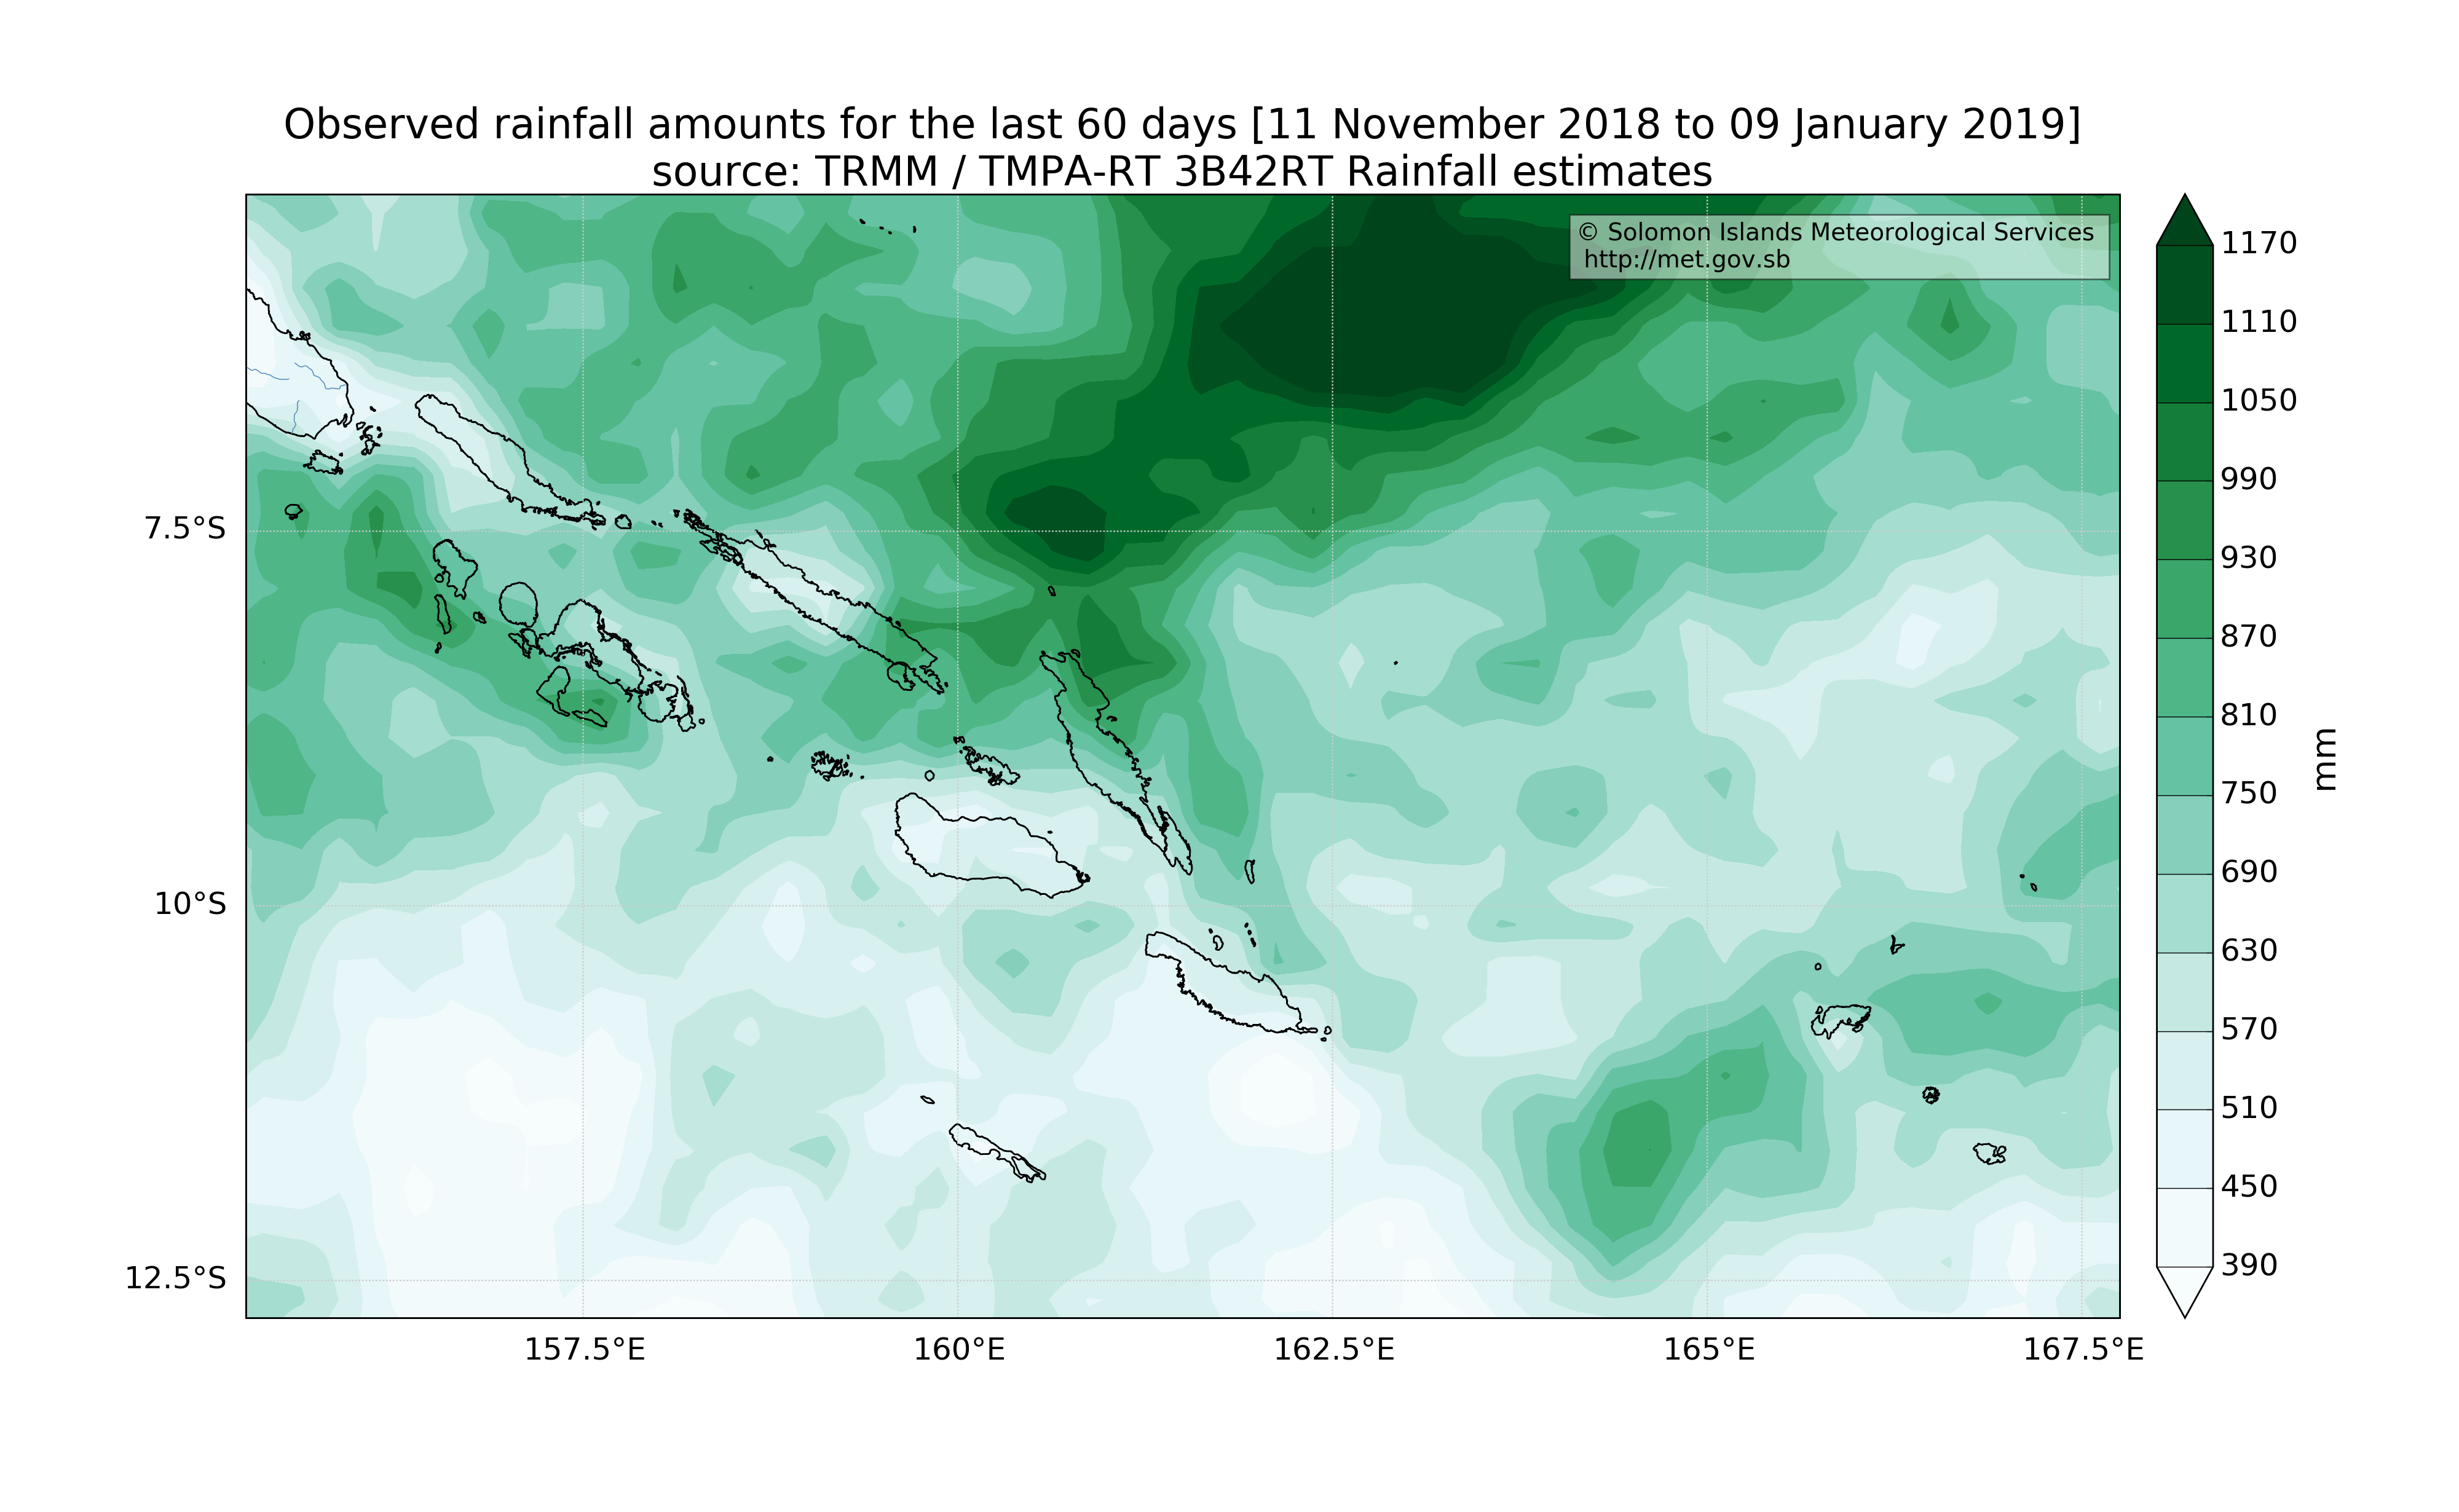 Observed rainfall amounts for the last 60 days [11 November 2018 to 09 January 2019]
source: TRMM / TMPA-RT 3B42RT Rainfall estimates
© Solomon Islands Meteorological Services
http://met.gov.sb
7.5°S
10°S
12.5°S
157.5°E
160°E
162.5°E
165°E
167.5°E
1170
1110
1050
990
930
870
810
750
690
630
570
510
450
390
mm